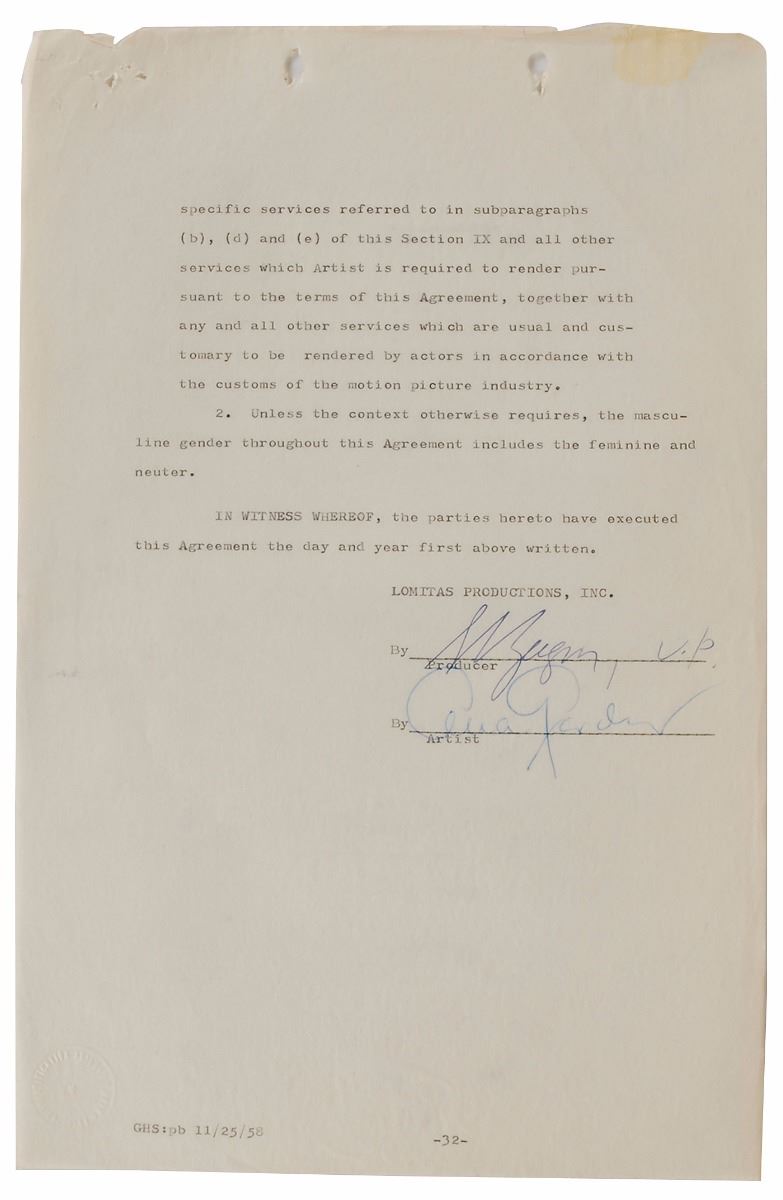 specific services referred to in subparagraphs
(b), (d) and (e) of this Section IX and all other
services which Artist is required to render pur-
suant to the terms of this Agreement, together with
any and all other services which are usual and cus-
tomary to be rendered by actors in accordance with
the customs of the motion picture industry.
2. Unless the context otherwise requires, the mascu-
line gender throughout this Agreement includes the feminine and
neuter.
IN WITNESS WHEREOF, the parties hereto have executed
this Agreement the day and year first above written.
LOMITAS PRODUCTIONS, INC.
By V.P.
Producer
By Ava Gardner
Artist
GHS:pb 11/25/58
-32-